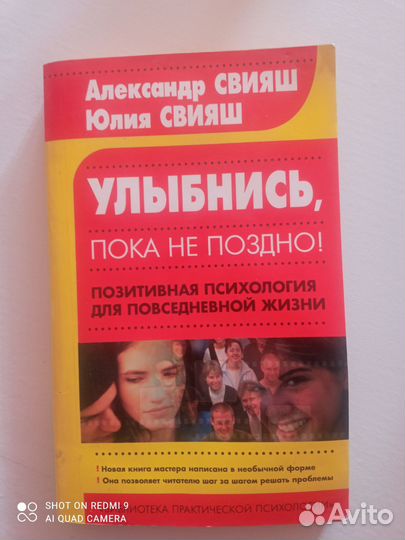 Александр СВИЯШ
Юлия СВИЯШ
УЛЫБНИСЬ,
ПОКА НЕ ПОЗДНО!
ПОЗИТИВНАЯ ПСИХОЛОГИЯ
ДЛЯ ПОВСЕДНЕВНОЙ ЖИЗНИ
! Новая книга мастера написана в необычной форме
! Она позволяет читателю шаг за шагом решать проблемы
ПРАКТИЧЕСКОЙ
SHOT ON REDMI 9
AI QUAD CAMERA
Avito